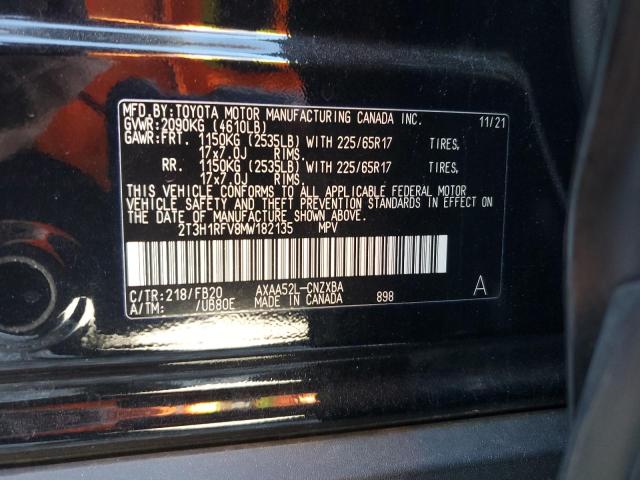 MFD.BY:TOYOTA MOTOR MANUFACTURING CANADA INC. 11/21
GVWR:2090KG (4610LB)
GAWR:FRT. 1150KG (2535LB) WITH 225/65R17 TIRES,
17x7.0J RIMS.
RR. 1150KG (2535LB) WITH 225/65R17 TIRES,
17x7.0J RIMS.
THIS VEHICLE CONFORMS TO ALL APPLICABLE FEDERAL MOTOR
VEHICLE SAFETY AND THEFT PREVENTION STANDARDS IN EFFECT
ON THE DATE OF MANUFACTURE SHOWN ABOVE.
2T3H1RFV8MW182135 MPV
C/TR:218/FB20 AXAA52L-CNZXBA A
A/TM: /UB80E MADE IN CANADA 898